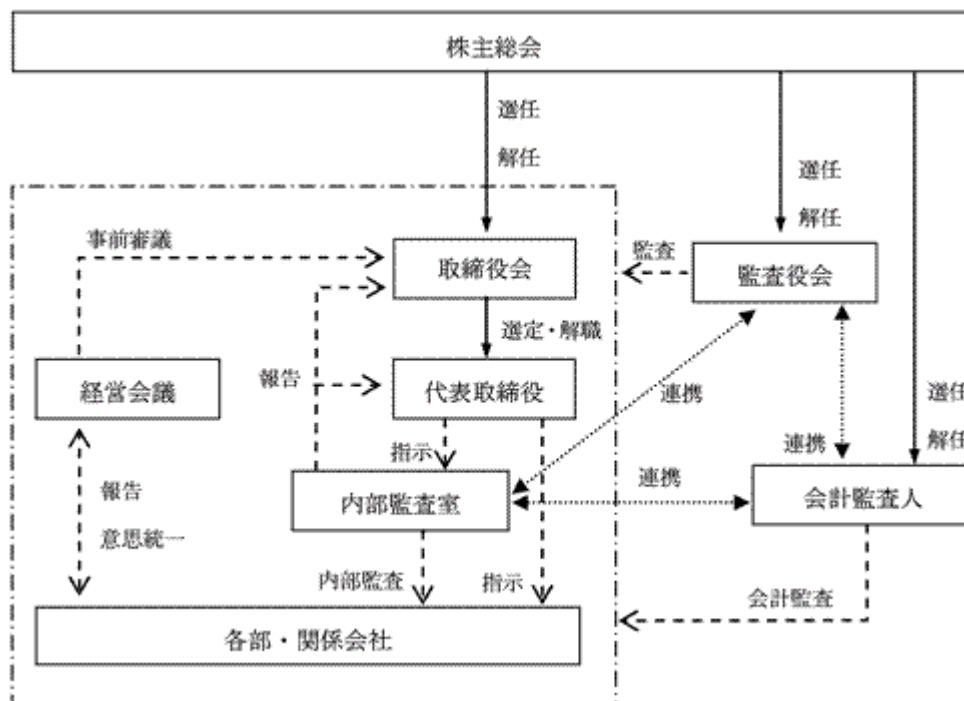 株主総会
選任
解任
選任
解任
事前審議
取締役会
監査
監査役会
選定・解職
経営会議
報告
代表取締役
連携
選任
解任
指示
連携
連携
報告
意思統一
内部監査室
会計監査人
内部監査
指示
会計監査
各部・関係会社